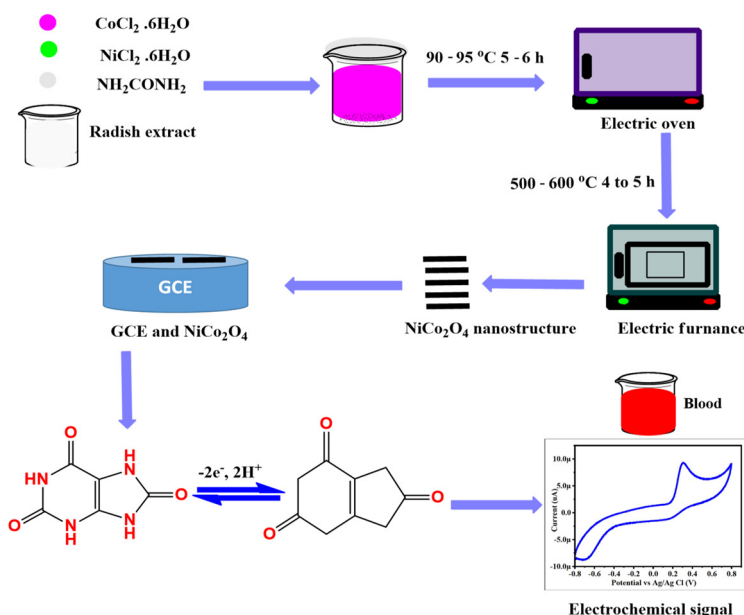 CoCl₂ .6H₂O
NiCl₂ .6H₂O
NH₂CONH₂
Radish extract
90 - 95 °C 5 - 6 h
Electric oven
500 - 600 °C 4 to 5 h
GCE
GCE and NiCo₂O₄
NiCo₂O₄ nanostructure
Electric furnance
Blood
O
HN
O
N
H
H
N
N
H
O
-2e⁻, 2H⁺
O
O
O
10.0μ
5.0μ
0.0
-5.0μ
-10.0μ
Current (uA)
-0.8 -0.6 -0.4 -0.2 0.0 0.2 0.4 0.6 0.8
Potential vs Ag/Ag Cl (V)
Electrochemical signal